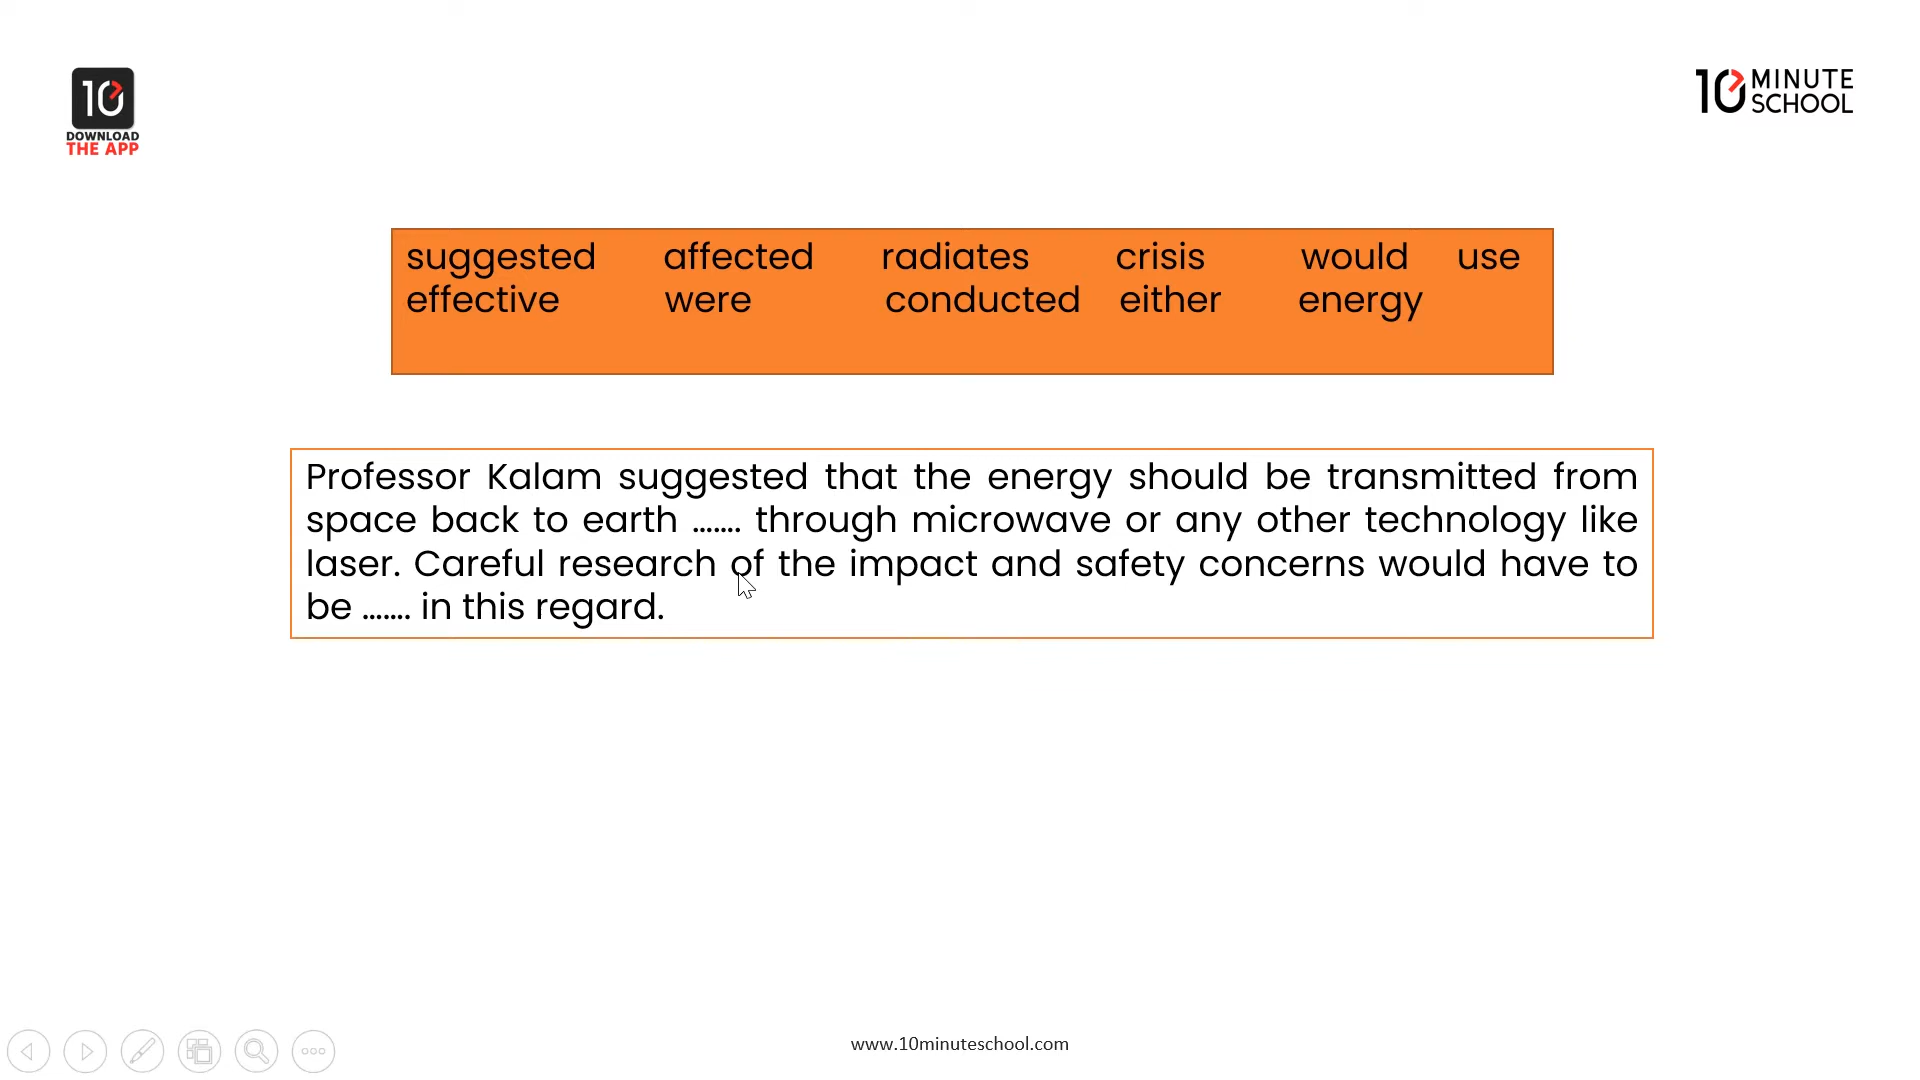 10
DOWNLOAD
THE APP
10 MINUTE
SCHOOL
suggested affected radiates crisis would use
effective were conducted either energy
Professor Kalam suggested that the energy should be transmitted from
space back to earth ……. through microwave or any other technology like
laser. Careful research of the impact and safety concerns would have to
be ……. in this regard.
www.10minuteschool.com